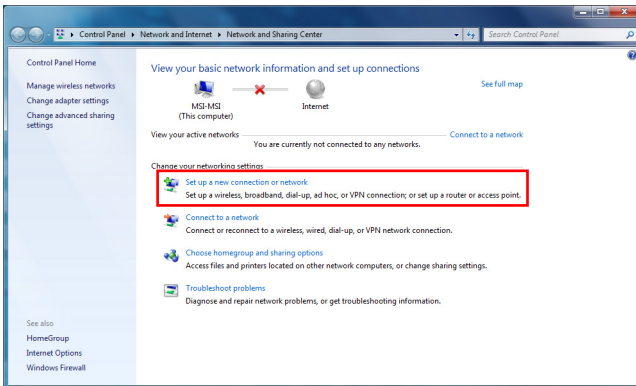 Control Panel ▸ Network and Internet ▸ Network and Sharing Center
Search Control Panel
Control Panel Home
Manage wireless networks
Change adapter settings
Change advanced sharing
settings
View your basic network information and set up connections
See full map
MSI-MSI
(This computer)
Internet
View your active networks
Connect to a network
You are currently not connected to any networks.
Change your networking settings
Set up a new connection or network
Set up a wireless, broadband, dial-up, ad hoc, or VPN connection; or set up a router or access point.
Connect to a network
Connect or reconnect to a wireless, wired, dial-up, or VPN network connection.
Choose homegroup and sharing options
Access files and printers located on other network computers, or change sharing settings.
Troubleshoot problems
Diagnose and repair network problems, or get troubleshooting information.
See also
HomeGroup
Internet Options
Windows Firewall